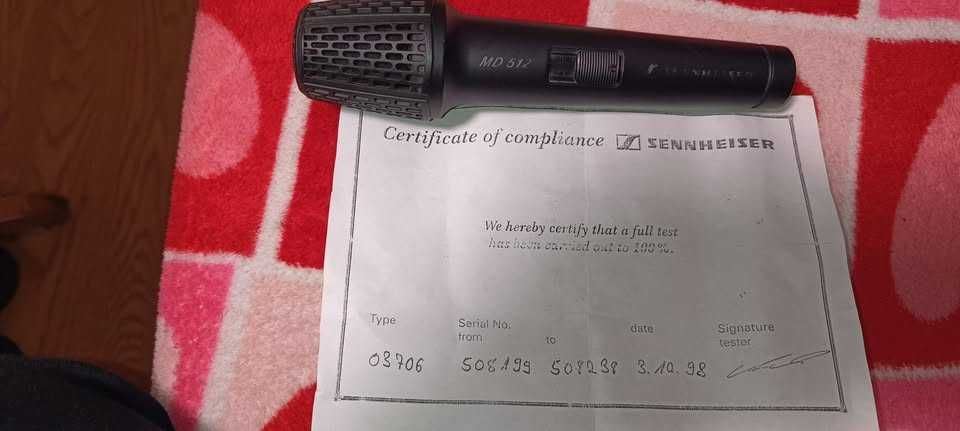 MD 512
SENNHEISER
Certificate of compliance SENNHEISER
We hereby certify that a full test
has been carried out to 100%.
Type Serial No. from to date Signature tester
03706 508199 508238 3.10.98